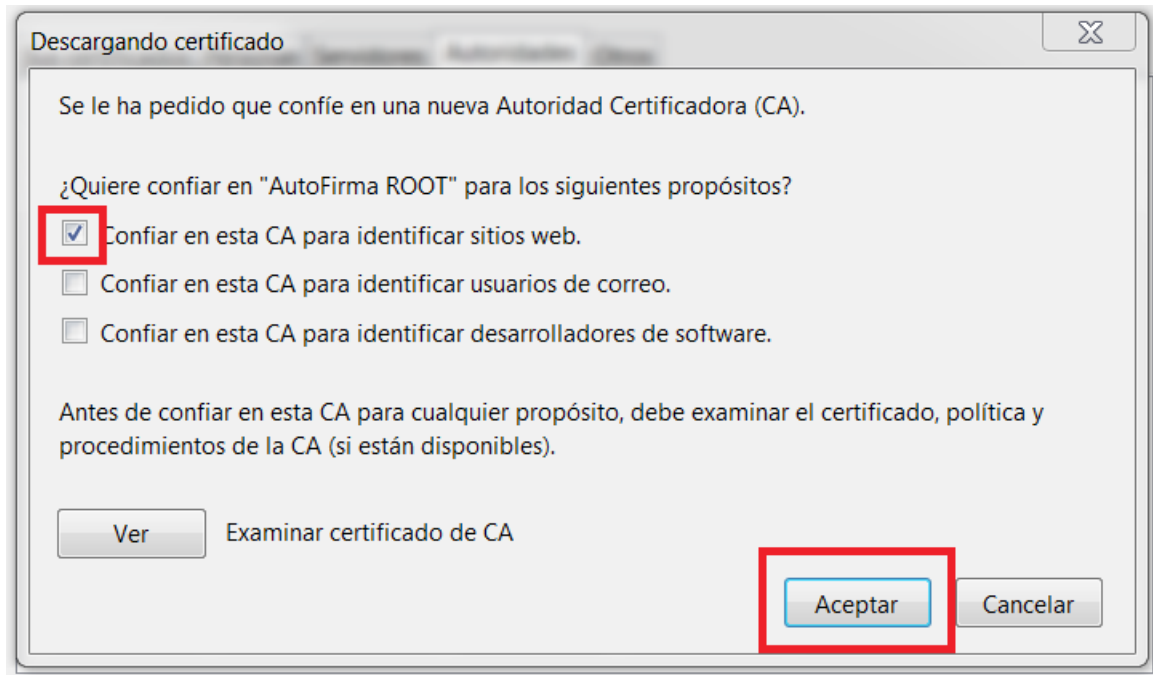 Descargando certificado
Servidores Autoridades Otros
Se le ha pedido que confíe en una nueva Autoridad Certificadora (CA).
¿Quiere confiar en "AutoFirma ROOT" para los siguientes propósitos?
Confiar en esta CA para identificar sitios web.
Confiar en esta CA para identificar usuarios de correo.
Confiar en esta CA para identificar desarrolladores de software.
Antes de confiar en esta CA para cualquier propósito, debe examinar el certificado, política y
procedimientos de la CA (si están disponibles).
Ver Examinar certificado de CA
Aceptar Cancelar